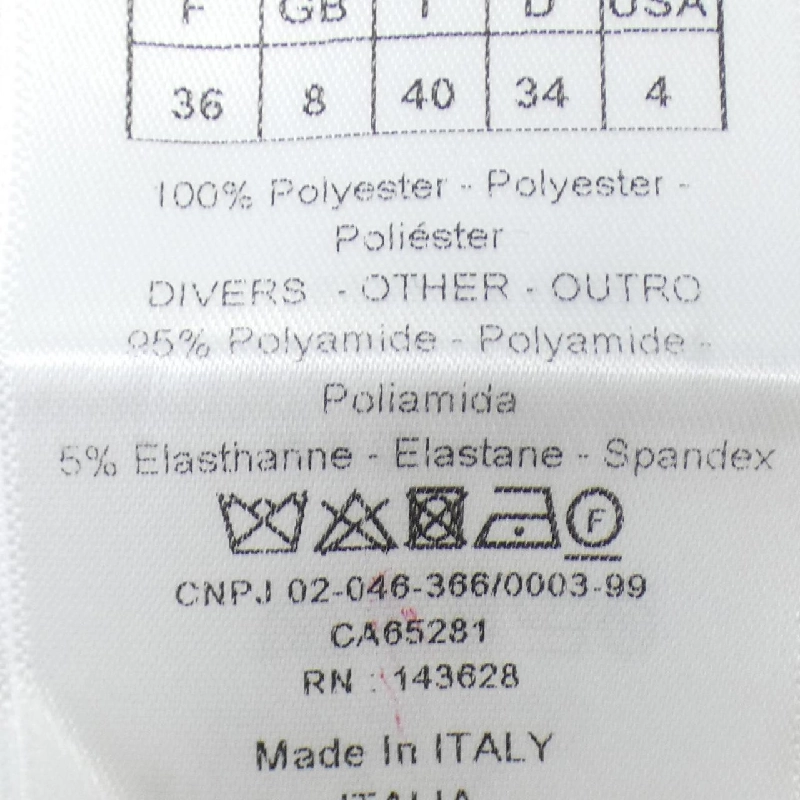 F GB I D USA
36 8 40 34 4
100% Polyester - Polyester -
Poliéster
DIVERS - OTHER - OUTRO
95% Polyamide - Polyamide -
Poliamida
5% Elasthanne - Elastane - Spandex
F
CNPJ 02-046-366/0003-99
CA65281
RN : 143628
Made In ITALY
ITALIA